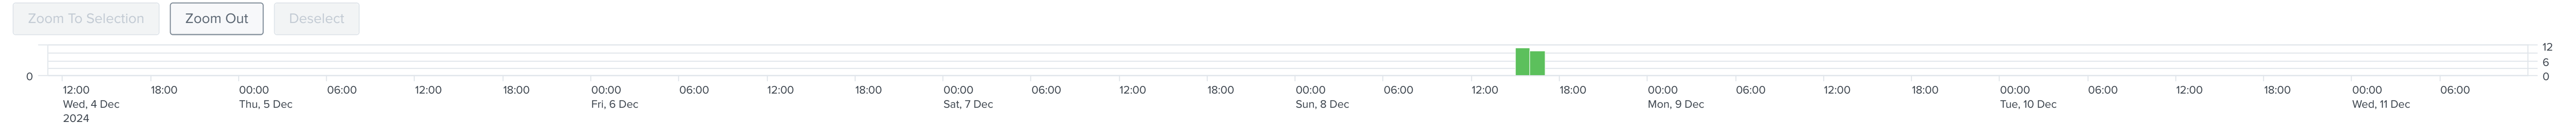 Zoom To Selection Zoom Out Deselect
12
6
0 0
12:00 18:00 00:00 06:00 12:00 18:00 00:00 06:00 12:00 18:00 00:00 06:00 12:00 18:00 00:00 06:00 12:00 18:00 00:00 06:00 12:00 18:00 00:00 06:00 12:00 18:00 00:00 06:00
Wed, 4 Dec Thu, 5 Dec Fri, 6 Dec Sat, 7 Dec Sun, 8 Dec Mon, 9 Dec Tue, 10 Dec Wed, 11 Dec
2024